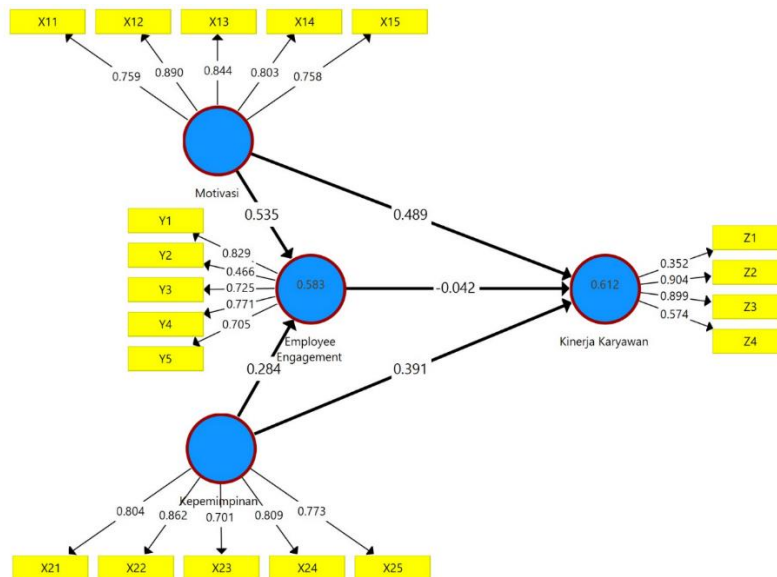 X11 X12 X13 X14 X15
0.759 0.890 0.844 0.803 0.758
Motivasi
0.535
0.489
Y1
Y2
Y3
Y4
Y5
0.829
0.466
0.725
0.771
0.705
0.583
Employee
Engagement
-0.042
0.612
Kinerja Karyawan
0.352
0.904
0.899
0.574
Z1
Z2
Z3
Z4
0.284
0.391
Kepemimpinan
0.804 0.862 0.701 0.809 0.773
X21 X22 X23 X24 X25